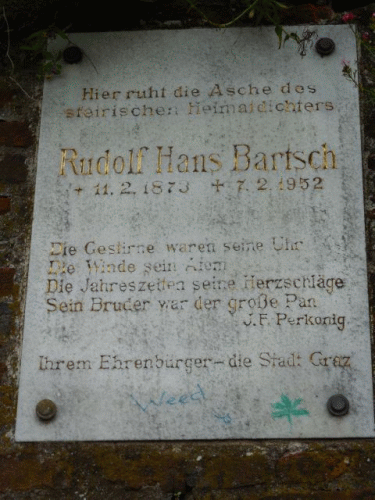 Hier ruht die Asche des
steirischen Heimatdichters
Rudolf Hans Bartsch
+ 11. 2. 1873 + 7. 2. 1952
Die Gestirne waren seine Uhr
Die Winde sein Atem
Die Jahreszeiten seine Herzschläge
Sein Bruder war der große Pan
J. F. Perkonig
Ihrem Ehrenbürger - die Stadt Graz
Weed